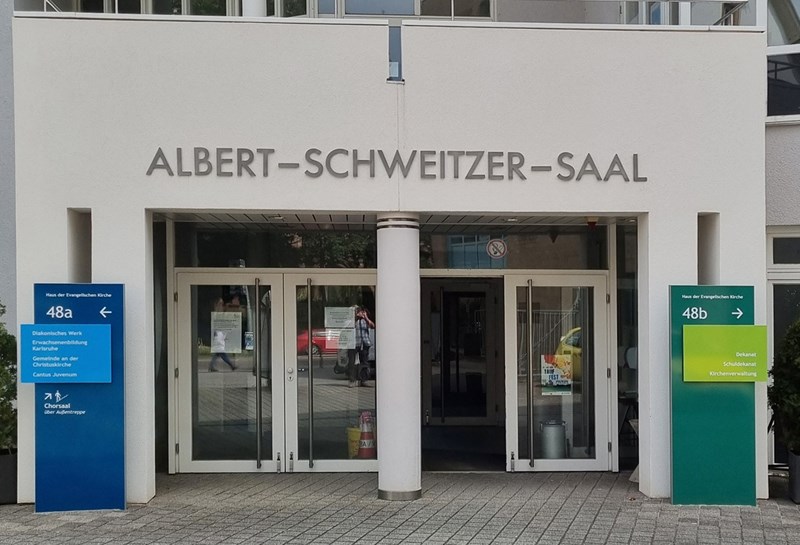 ALBERT-SCHWEITZER-SAAL
Haus der Evangelischen Kirche
48a ←
Diakonisches Werk
Erwachsenenbildung
Karlsruhe
Gemeinde an der
Christuskirche
Cantus Juvenum
Chorsaal
über Außentreppe
Haus der Evangelischen Kirche
48b →
Dekanat
Schuldekanat
Kirchenverwaltung